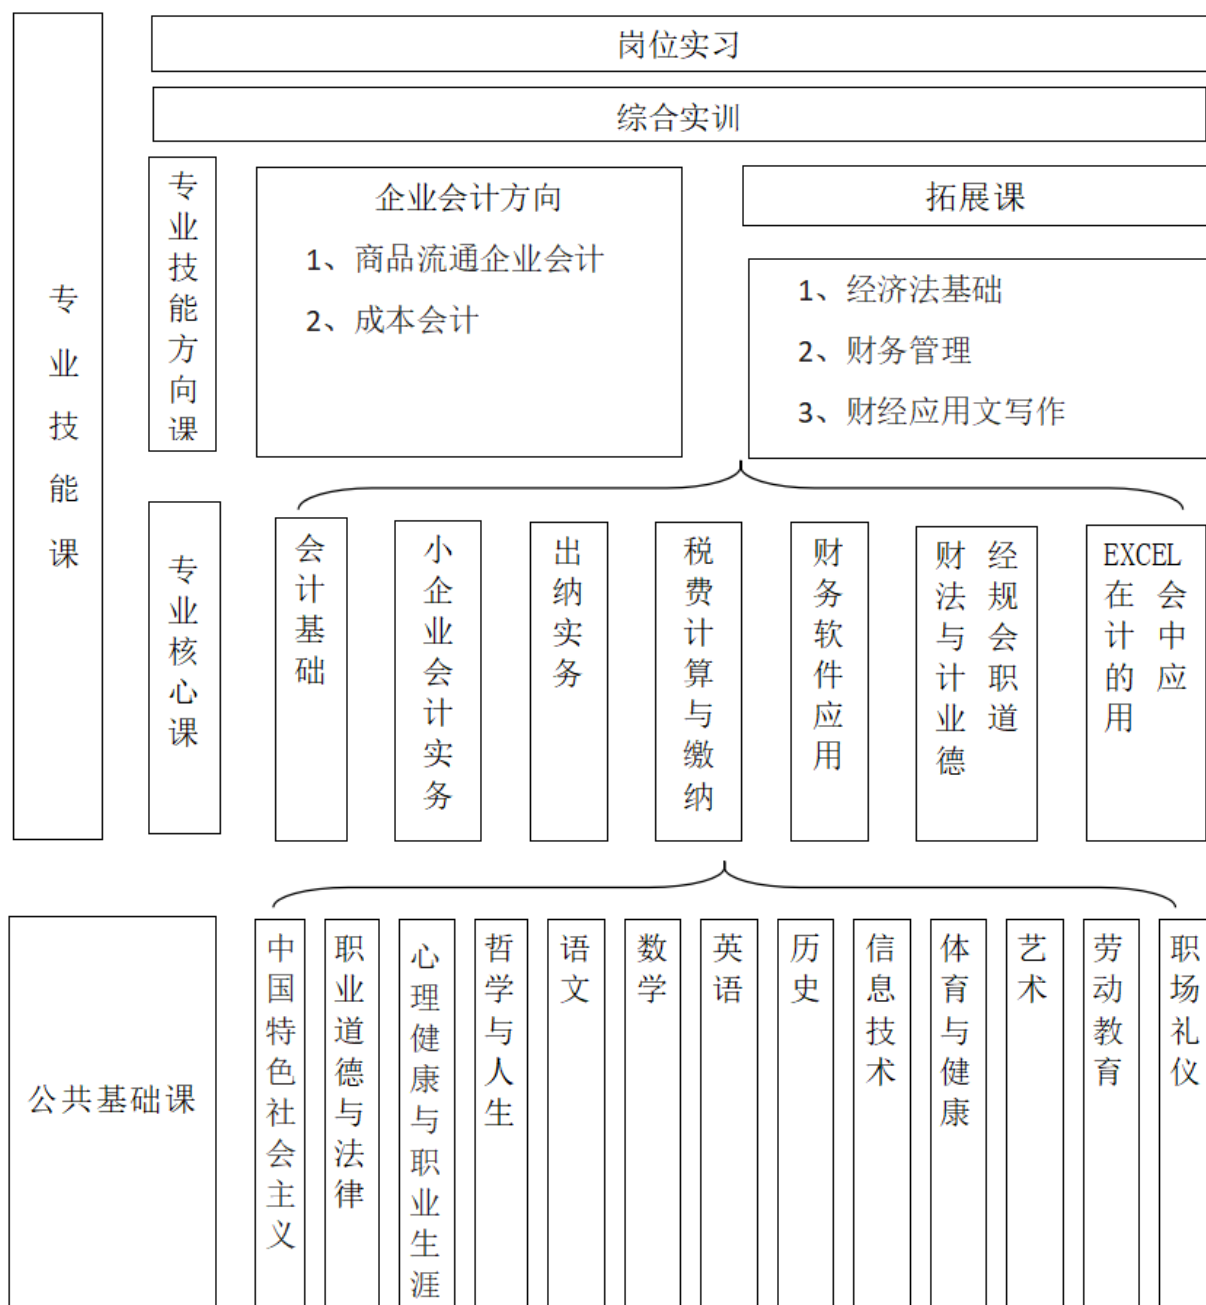 岗位实习
综合实训
专业技能课
专业技能方向课
企业会计方向
1、商品流通企业会计
2、成本会计
拓展课
1、经济法基础
2、财务管理
3、财经应用文写作
专业核心课
会计基础
小企业会计实务
出纳实务
税费计算与缴纳
财务软件应用
财经法规与会计职业道德
EXCEL在会计中的应用
公共基础课
中国特色社会主义
职业道德与法律
心理健康与职业生涯
哲学与人生
语文
数学
英语
历史
信息技术
体育与健康
艺术
劳动教育
职场礼仪